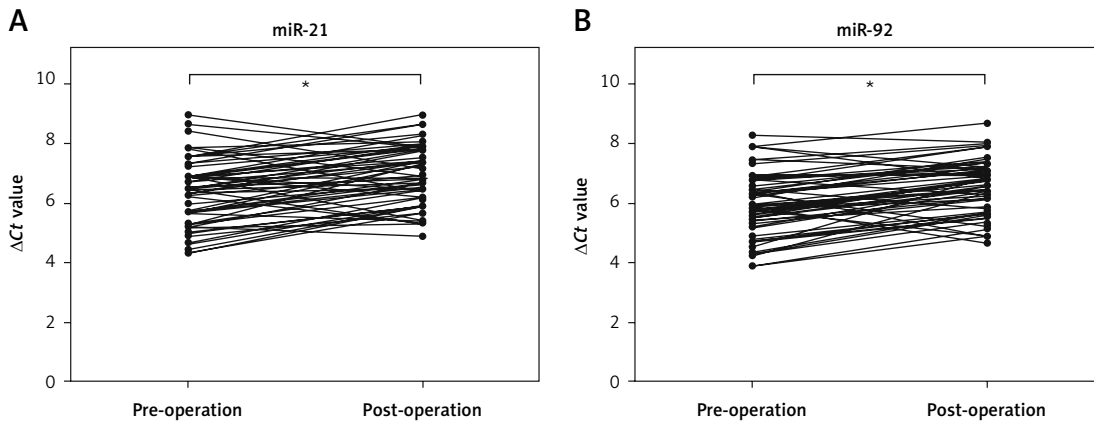 A
miR-21
*
10
8
6
4
2
0
ΔCt value
Pre-operation
Post-operation
B
miR-92
*
10
8
6
4
2
0
ΔCt value
Pre-operation
Post-operation